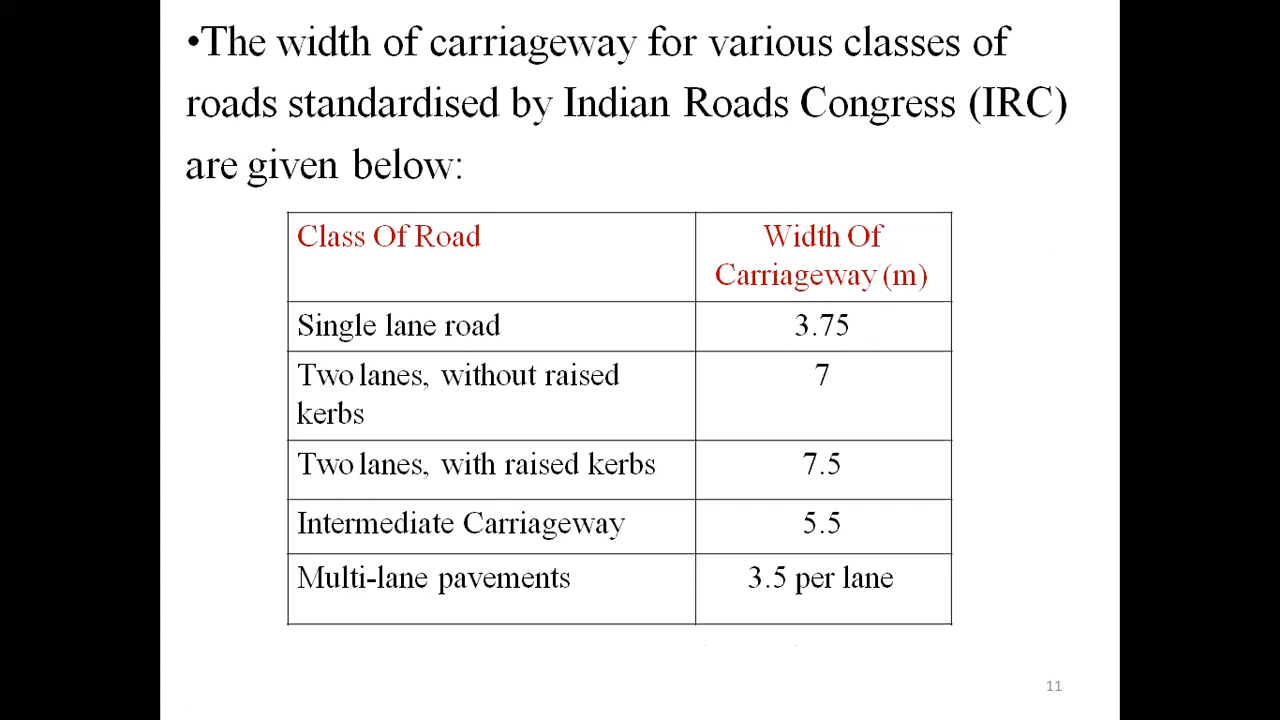 •The width of carriageway for various classes of
roads standardised by Indian Roads Congress (IRC)
are given below:
Class Of Road
Width Of
Carriageway (m)
Single lane road
3.75
Two lanes, without raised
kerbs
7
Two lanes, with raised kerbs
7.5
Intermediate Carriageway
5.5
Multi-lane pavements
3.5 per lane
11